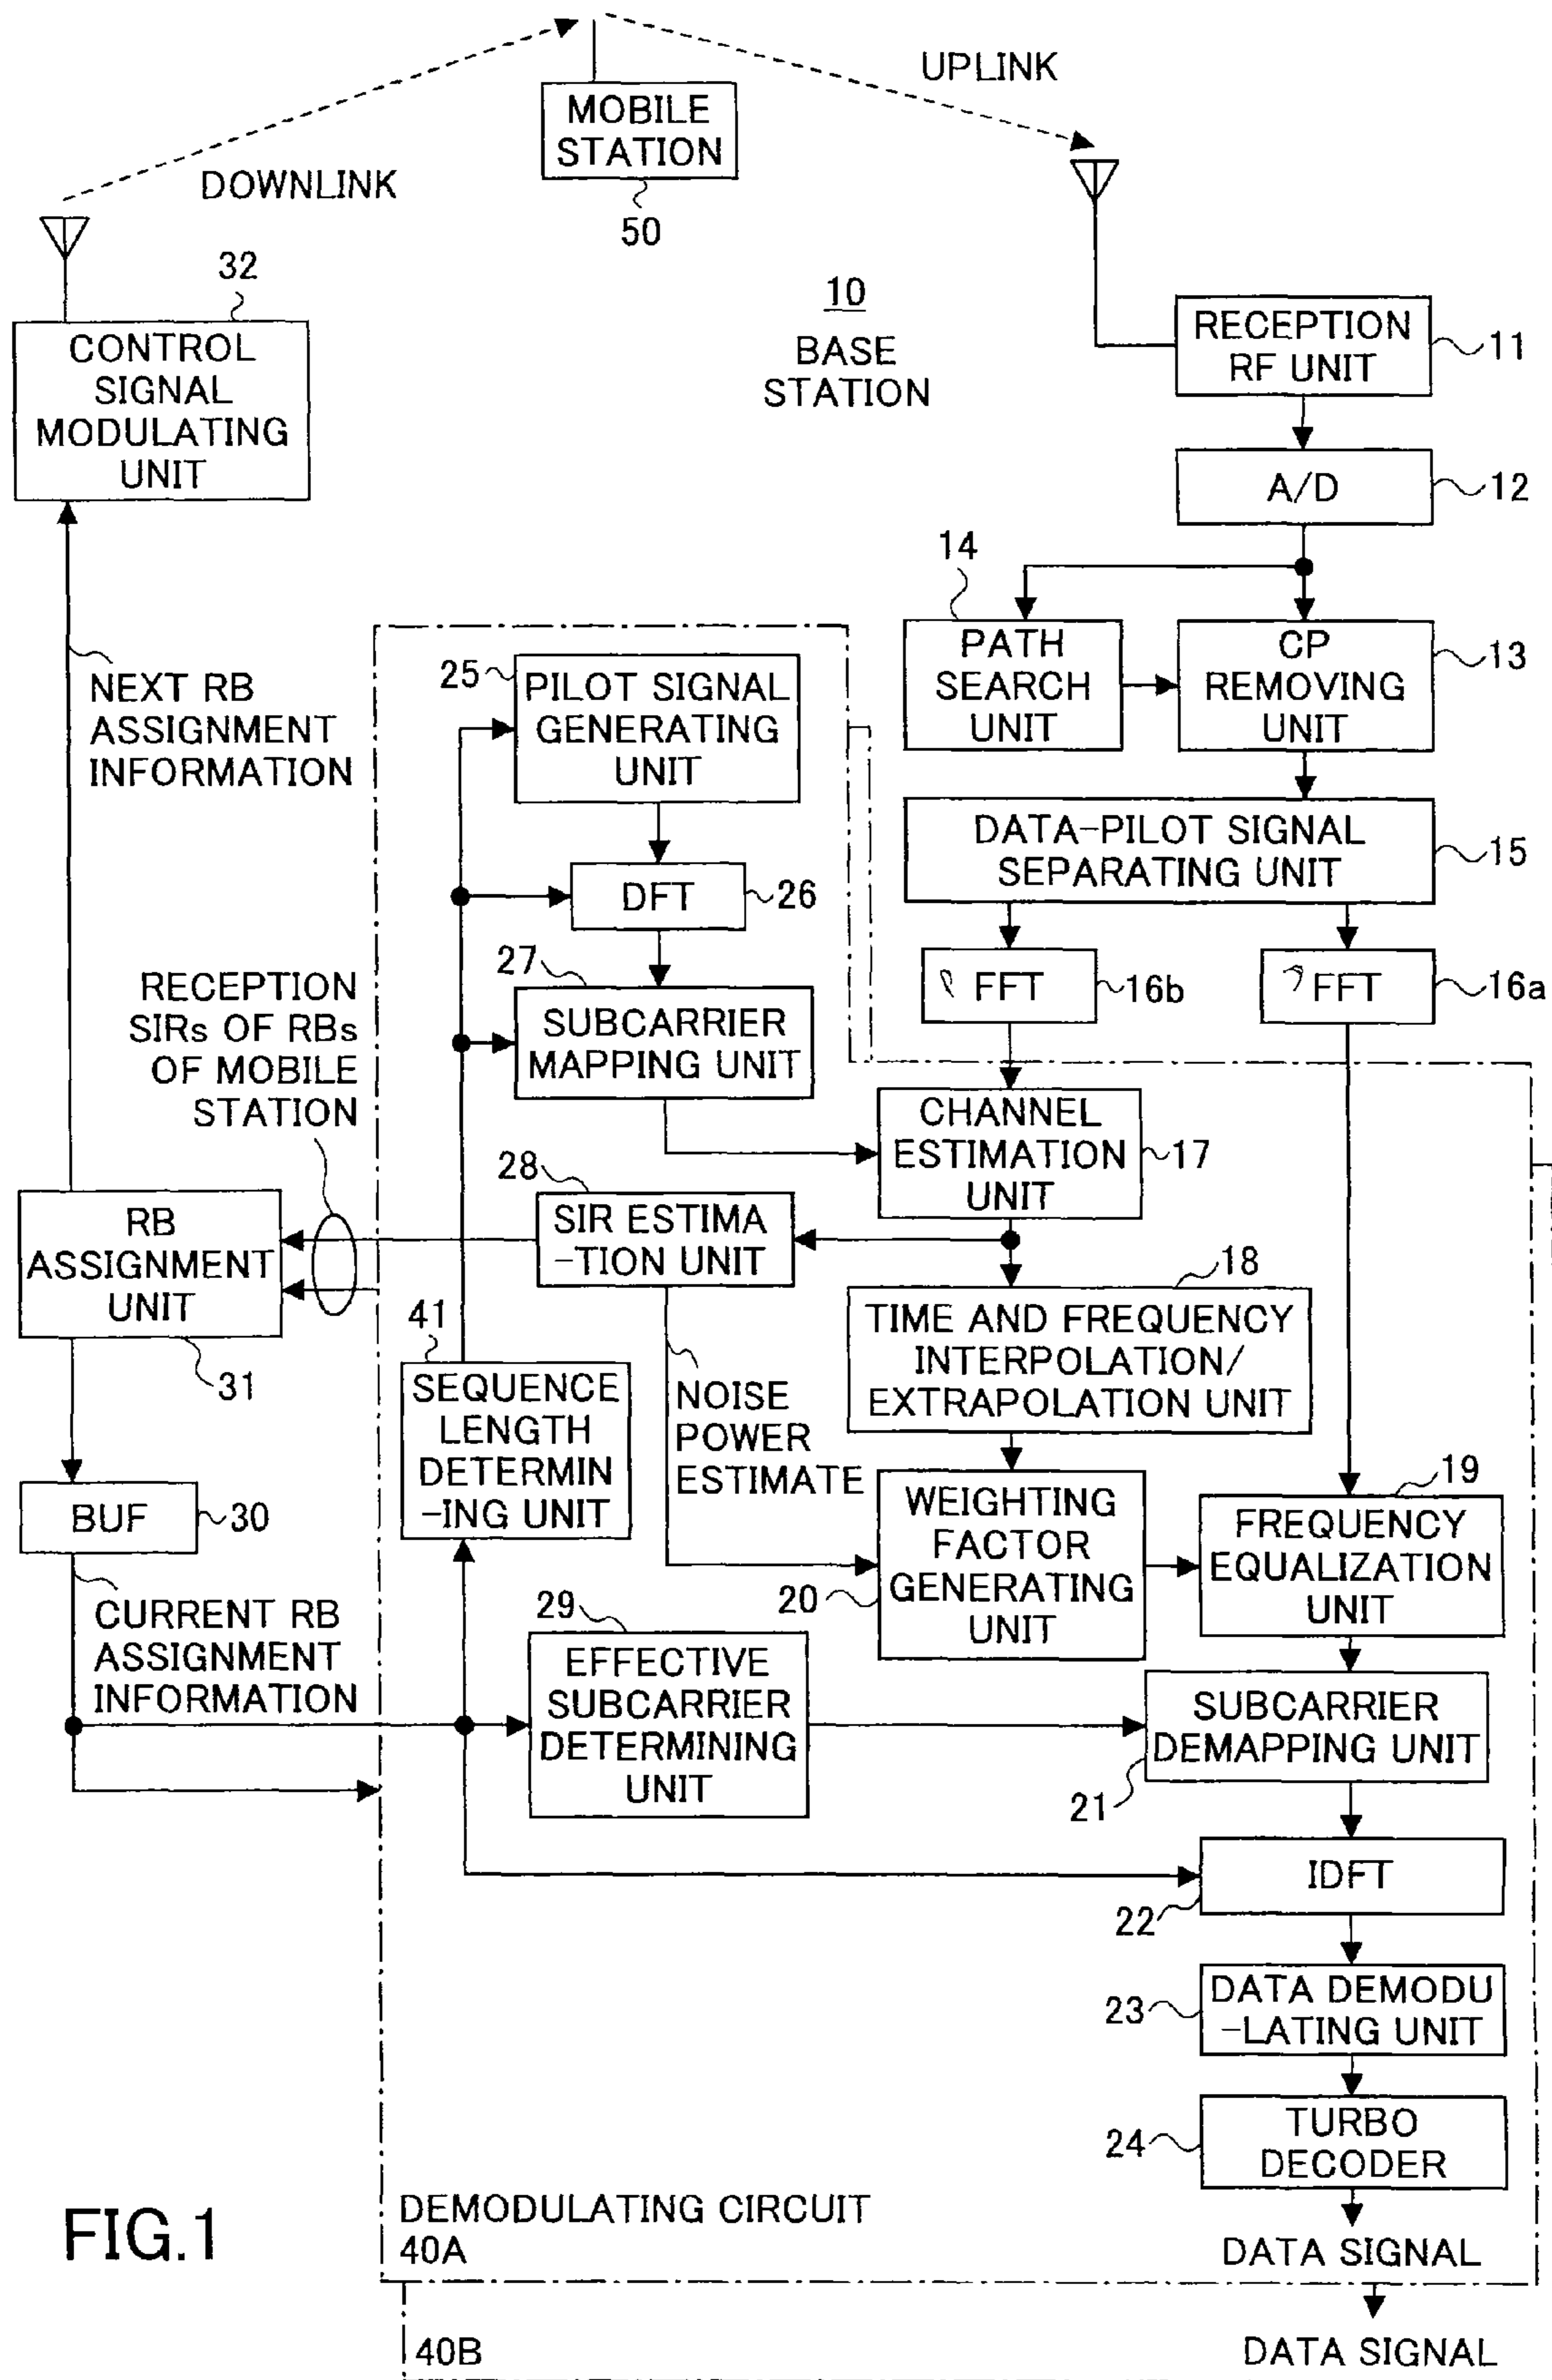 UPLINK
MOBILE
STATION
DOWNLINK
50
32
CONTROL
SIGNAL
MODULATING
UNIT
10
BASE
STATION
RECEPTION
RF UNIT
11
A/D
12
14
PATH
SEARCH
UNIT
CP
REMOVING
UNIT
13
NEXT RB
ASSIGNMENT
INFORMATION
25
PILOT SIGNAL
GENERATING
UNIT
DATA-PILOT SIGNAL
SEPARATING UNIT
15
DFT
26
FFT
16b
FFT
16a
27
SUBCARRIER
MAPPING UNIT
RECEPTION
SIRs OF RBs
OF MOBILE
STATION
CHANNEL
ESTIMATION
UNIT
17
28
SIR ESTIMA
-TION UNIT
RB
ASSIGNMENT
UNIT
31
18
TIME AND FREQUENCY
INTERPOLATION/
EXTRAPOLATION UNIT
41
SEQUENCE
LENGTH
DETERMIN
-ING UNIT
NOISE
POWER
ESTIMATE
BUF
30
WEIGHTING
FACTOR
GENERATING
UNIT
20
19
FREQUENCY
EQUALIZATION
UNIT
CURRENT RB
ASSIGNMENT
INFORMATION
29
EFFECTIVE
SUBCARRIER
DETERMINING
UNIT
SUBCARRIER
DEMAPPING UNIT
21
IDFT
22
DATA DEMODU
-LATING UNIT
23
TURBO
DECODER
24
DEMODULATING CIRCUIT
40A
DATA SIGNAL
FIG.1
40B
DATA SIGNAL